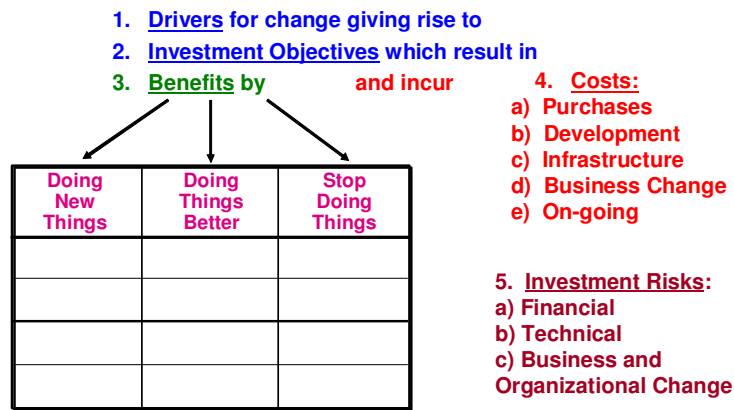 1. Drivers for change giving rise to
2. Investment Objectives which result in
3. Benefits by and incur
4. Costs:
a) Purchases
b) Development
c) Infrastructure
d) Business Change
e) On-going
Doing New Things
Doing Things Better
Stop Doing Things
5. Investment Risks:
a) Financial
b) Technical
c) Business and
Organizational Change